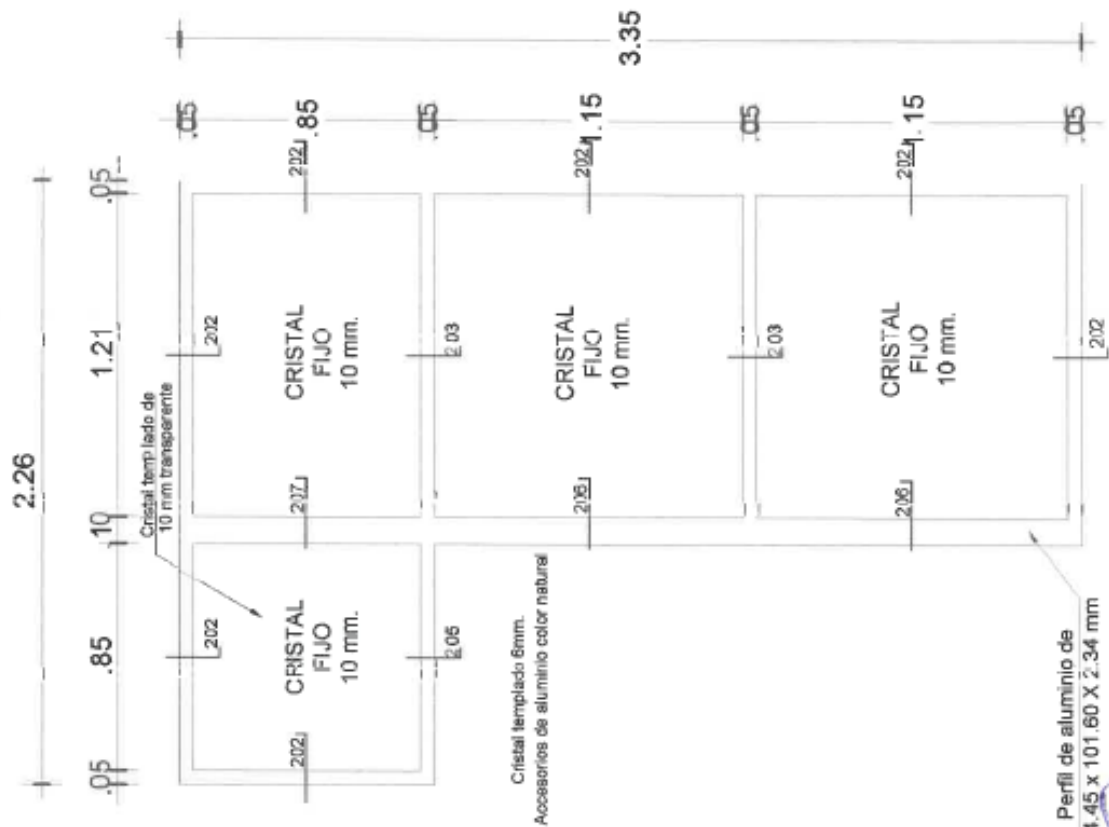 2.26
.05
.85
.10
1.21
.05
Cristal templado de
10 mm transparente
202
202
CRISTAL
FIJO
10 mm.
202
205
207
CRISTAL
FIJO
10 mm.
202
203
206
CRISTAL
FIJO
10 mm.
202
203
206
CRISTAL
FIJO
10 mm.
202
202
.05
.85
.05
1.15
.05
1.15
.05
3.35
Cristal templado 6mm.
Accesorios de aluminio color natural
Perfil de aluminio de
4.45 x 101.60 X 2.34 mm